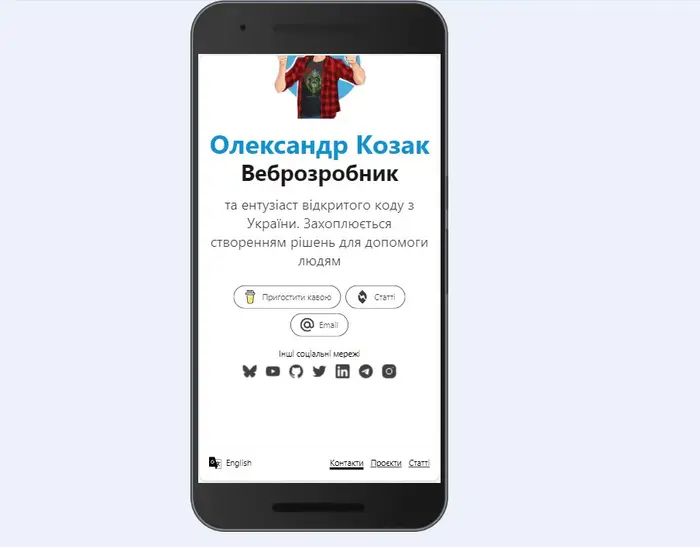 Олександр Козак
Веброзробник
та ентузіаст відкритого коду з
України. Захоплюється
створенням рішень для допомоги
людям
Пригостити кавою
Статті
Email
Інші соціальні мережі
English
Контакти
Проєкти
Статті